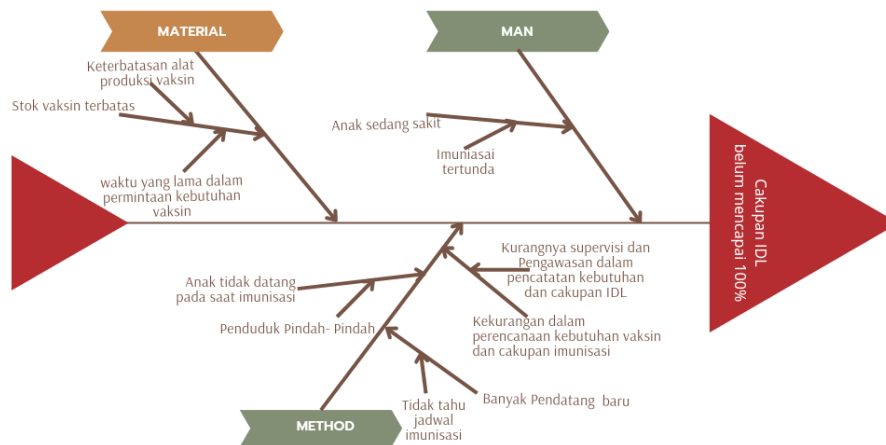 MATERIAL
MAN
Keterbatasan alat
produksi vaksin
Stok vaksin terbatas
waktu yang lama dalam
permintaan kebutuhan
vaksin
Anak sedang sakit
Imuniasai
tertunda
Cakupan IDL
belum mencapai 100%
Anak tidak datang
pada saat imunisasi
Penduduk Pindah- Pindah
Kurangnya supervisi dan
Pengawasan dalam
pencatatan kebutuhan
dan cakupan IDL
Kekurangan dalam
perencanaan kebutuhan vaksin
dan cakupan imunisasi
Tidak tahu
jadwal
imunisasi
Banyak Pendatang baru
METHOD